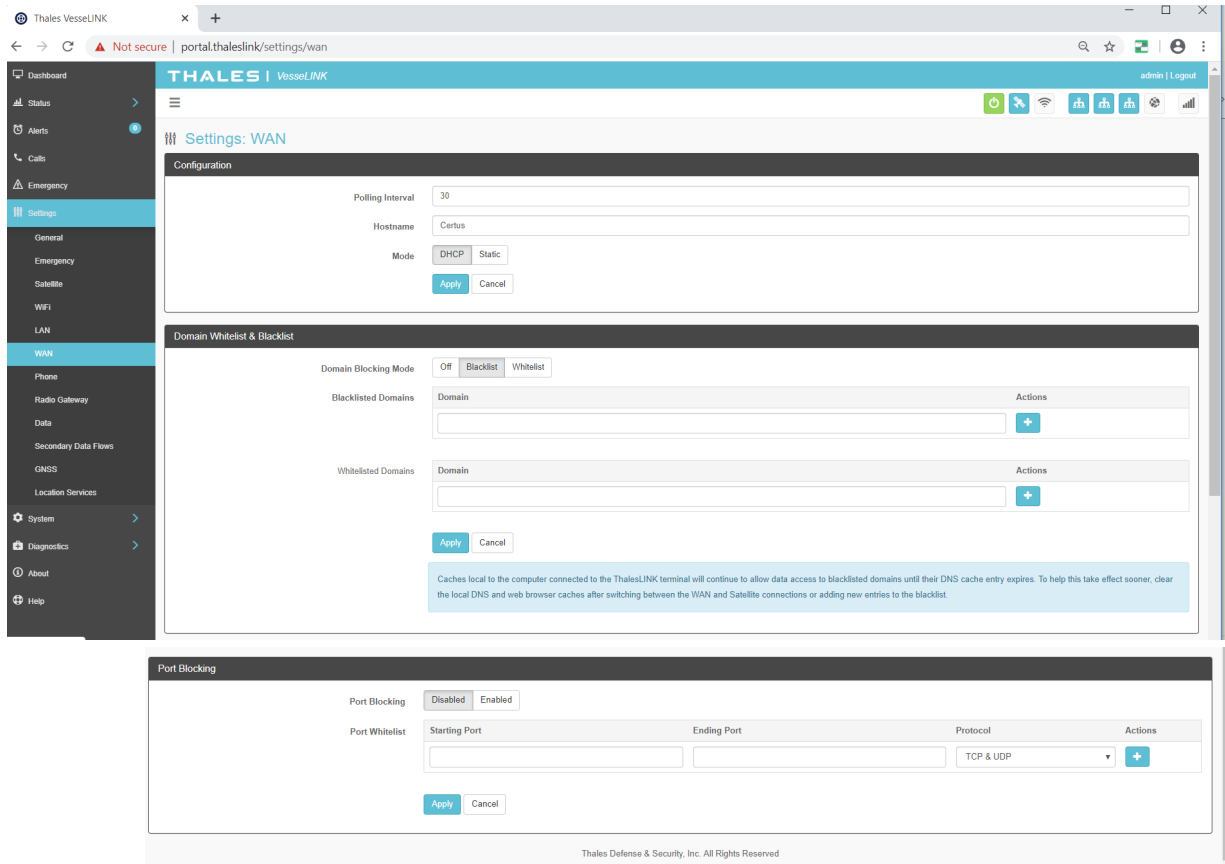 Thales VesseLINK
Not secure | portal.thaleslink/settings/wan
Dashboard
Status
Alerts 0
Calls
Emergency
Settings
General
Emergency
Satellite
WiFi
LAN
WAN
Phone
Radio Gateway
Data
Secondary Data Flows
GNSS
Location Services
System
Diagnostics
About
Help
THALES | VesseLINK
admin | Logout
Settings: WAN
Configuration
Polling Interval 30
Hostname Certus
Mode DHCP Static
Apply Cancel
Domain Whitelist & Blacklist
Domain Blocking Mode Off Blacklist Whitelist
Blacklisted Domains Domain Actions
Whitelisted Domains Domain Actions
Apply Cancel
Caches local to the computer connected to the ThalesLINK terminal will continue to allow data access to blacklisted domains until their DNS cache entry expires. To help this take effect sooner, clear
the local DNS and web browser caches after switching between the WAN and Satellite connections or adding new entries to the blacklist.
Port Blocking
Port Blocking Disabled Enabled
Port Whitelist Starting Port Ending Port Protocol Actions
TCP & UDP
Apply Cancel
Thales Defense & Security, Inc. All Rights Reserved